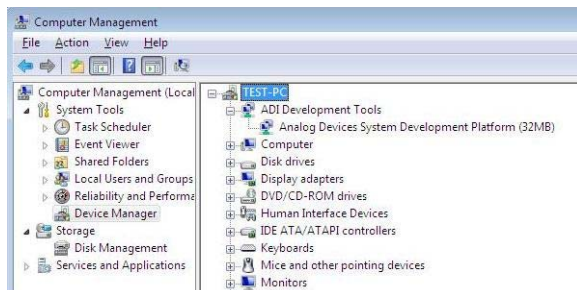 Computer Management
File Action View Help
Computer Management (Local
System Tools
Task Scheduler
Event Viewer
Shared Folders
Local Users and Groups
Reliability and Performa
Device Manager
Storage
Disk Management
Services and Applications
TEST-PC
ADI Development Tools
Analog Devices System Development Platform (32MB)
Computer
Disk drives
Display adapters
DVD/CD-ROM drives
Human Interface Devices
IDE ATA/ATAPI controllers
Keyboards
Mice and other pointing devices
Monitors